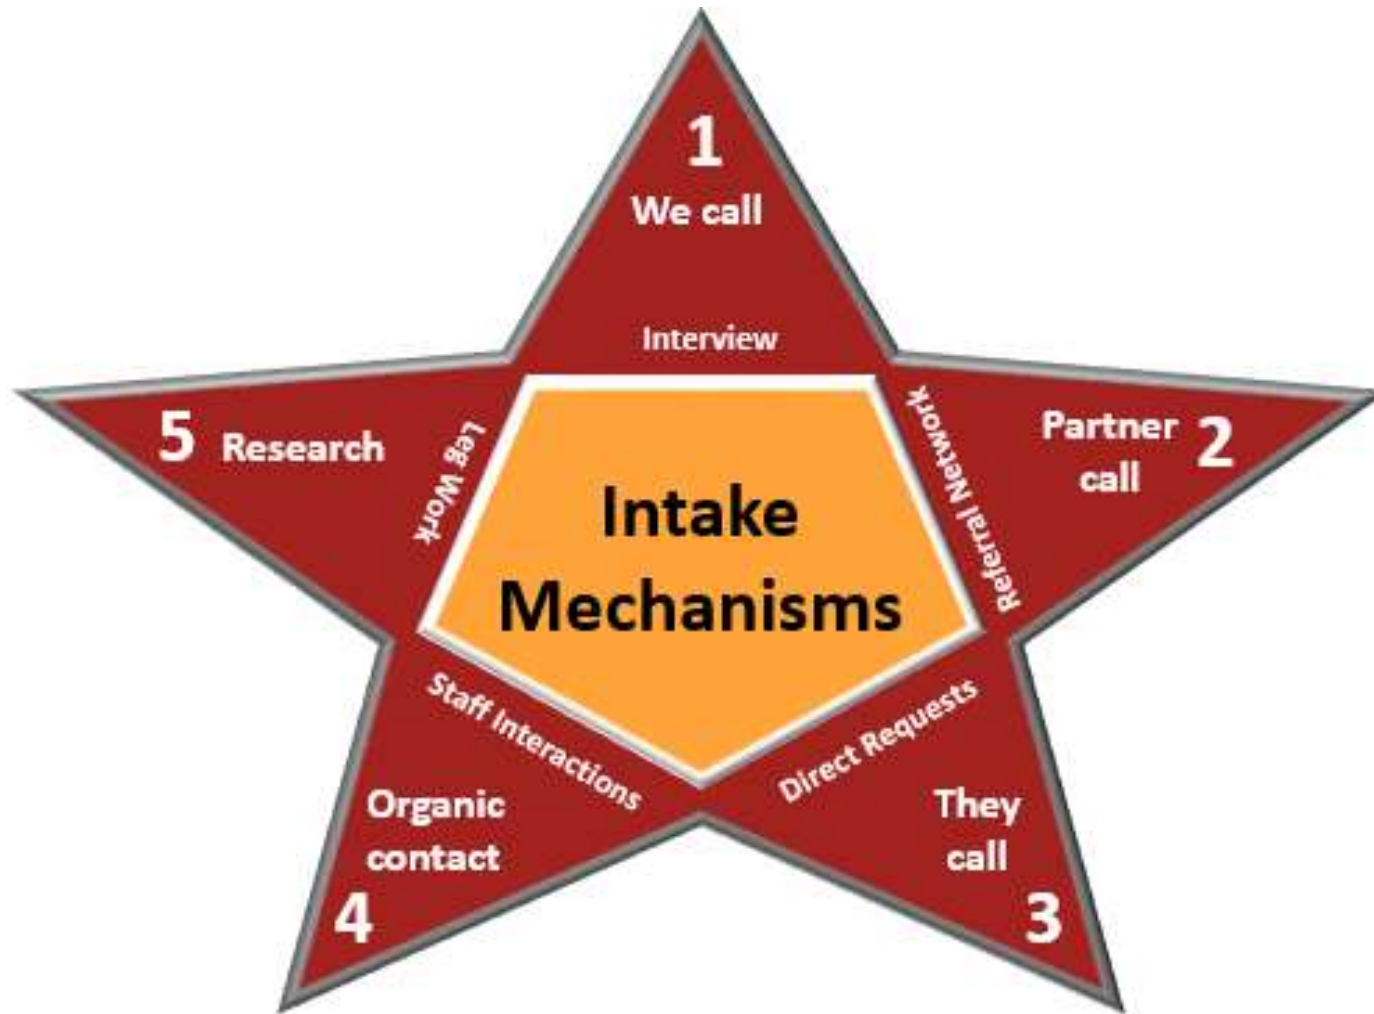 1
We call
Interview
Partner
call
2
Referral Network
They
call
3
Direct Requests
Organic
contact
4
Staff Interactions
5 Research
Leg Work
Intake
Mechanisms